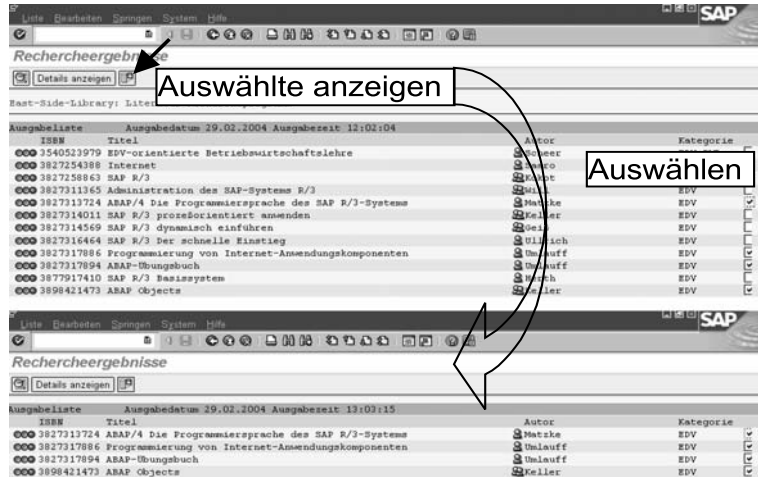 Liste Bearbeiten Springen System Hilfe
SAP
Rechercheergebnisse
Details anzeigen
Auswählte anzeigen
East-Side-Library: Liter
Ausgabeliste Ausgabedatum 29.02.2004 Ausgabezeit 12:02:04
ISBN Titel Autor Kategorie
3540523979 EDV-orientierte Betriebswirtschaftslehre Scheer
3827254388 Internet
Auswählen
3827258863 SAP R/3 Kokot
3827311365 Administration des SAP-Systems R/3 Will EDV
3827313724 ABAP/4 Die Programmiersprache des SAP R/3-Systems Matzke EDV
3827314011 SAP R/3 prozeßorientiert anwenden Keller EDV
3827314569 SAP R/3 dynamisch einführen EDV
3827316464 SAP R/3 Der schnelle Einstieg Ullrich EDV
3827317886 Programmierung von Internet-Anwendungskomponenten Umlauff EDV
3827317894 ABAP-Übungsbuch Umlauff EDV
3877917410 SAP R/3 Basissystem EDV
3898421473 ABAP Objects Keller EDV
Liste Bearbeiten Springen System Hilfe
SAP
Rechercheergebnisse
Details anzeigen
Ausgabeliste Ausgabedatum 29.02.2004 Ausgabezeit 13:03:15
ISBN Titel Autor Kategorie
3827313724 ABAP/4 Die Programmiersprache des SAP R/3-Systems Matzke EDV
3827317886 Programmierung von Internet-Anwendungskomponenten Umlauff EDV
3827317894 ABAP-Übungsbuch Umlauff EDV
3898421473 ABAP Objects Keller EDV